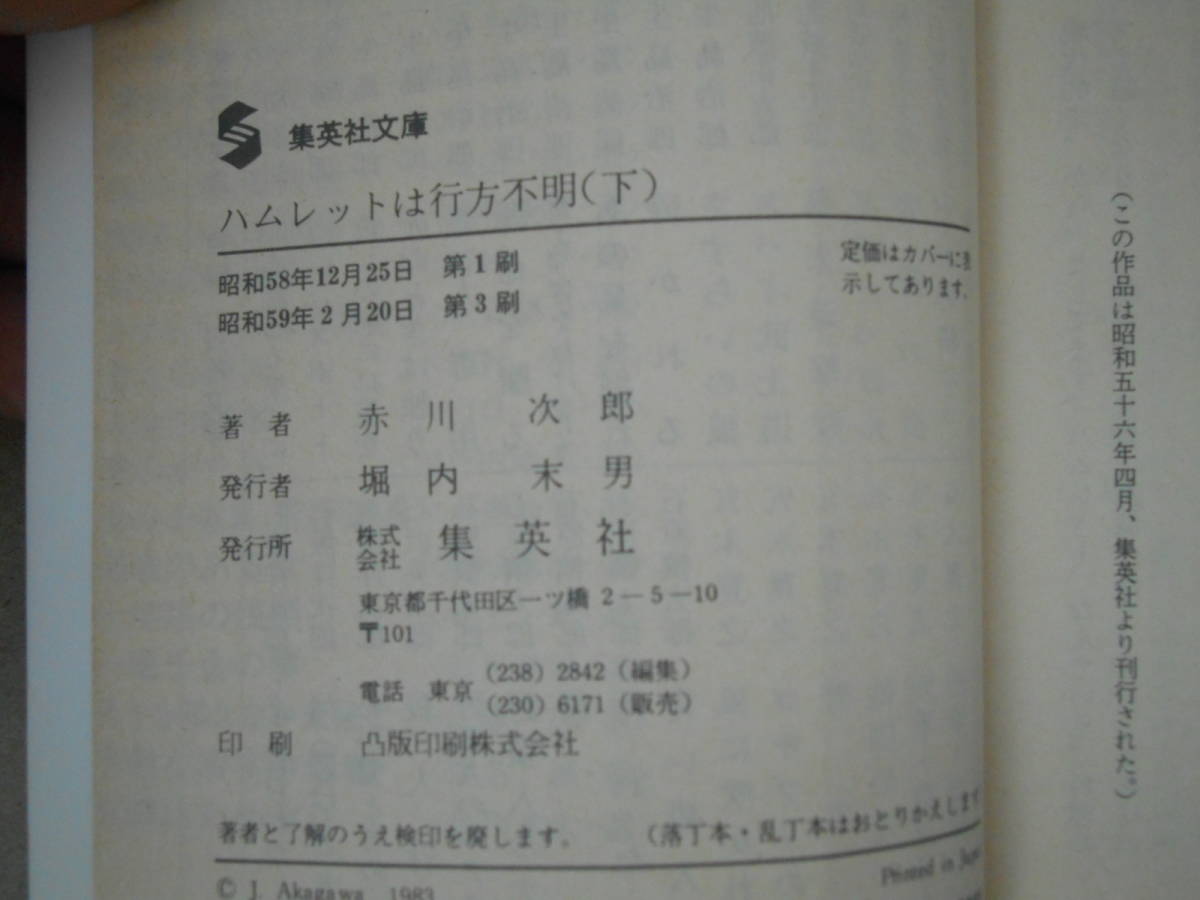 (この作品は昭和五十六年四月、集英社より刊行された。)
集英社文庫
ハムレットは行方不明(下)
昭和58年12月25日 第1刷
昭和59年2月20日 第3刷
定価はカバーに表
示してあります。
著者 赤川 次郎
発行者 堀内 末男
発行所 株式会社 集英社
東京都千代田区一ツ橋 2―5―10
〒101
電話 東京 (238) 2842 (編集)
(230) 6171 (販売)
印刷 凸版印刷株式会社
著者と了解のうえ検印を廃します。 (落丁本・乱丁本はおとりかえします
© J. Akagawa 1983
Printed in Japan